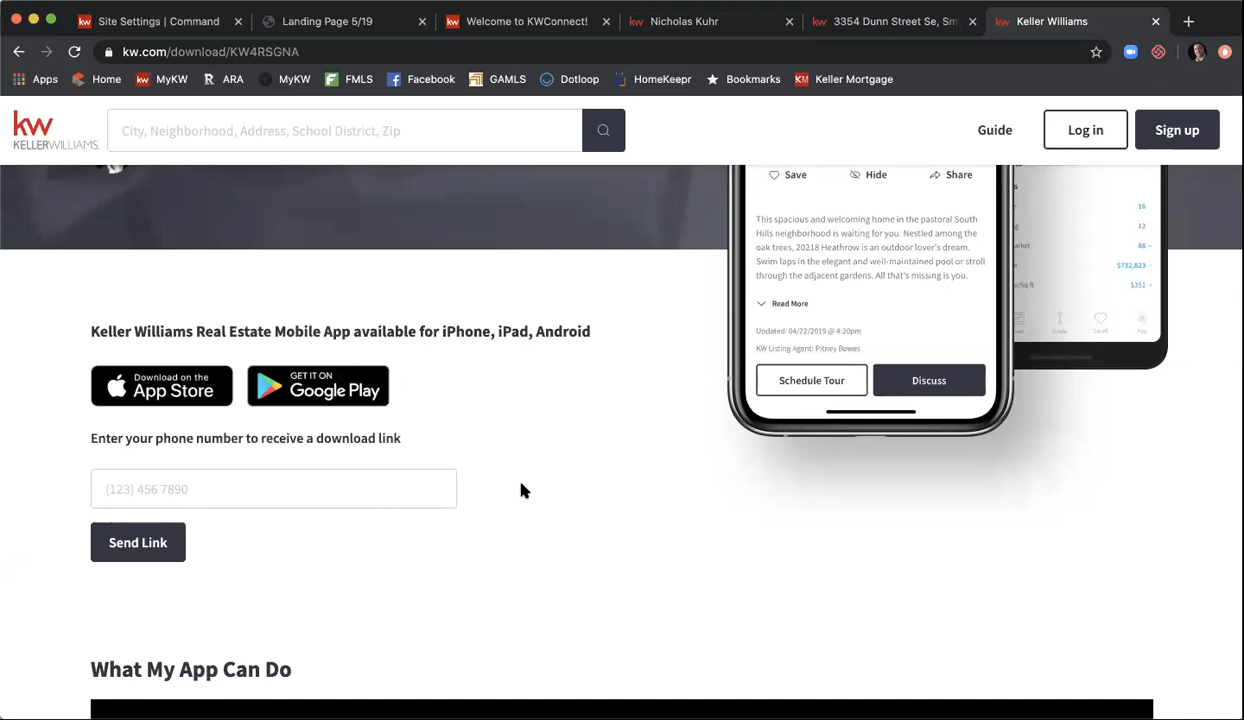 Site Settings | Command
Landing Page 5/19
Welcome to KWConnect!
Nicholas Kuhr
3354 Dunn Street Se, Sm
Keller Williams
kw.com/download/KW4RSGNA
Apps
Home
MyKW
ARA
MyKW
FMLS
Facebook
GAMLS
Dotloop
HomeKeepr
Bookmarks
Keller Mortgage
kw
KELLERWILLIAMS.
City, Neighborhood, Address, School District, Zip
Guide
Log in
Sign up
Save
Hide
Share
This spacious and welcoming home in the pastoral South
Hills neighborhood is waiting for you. Nestled among the
oak trees, 20218 Heathrow is an outdoor lover's dream.
Swim laps in the elegant and well-maintained pool or stroll
through the adjacent gardens. All that's missing is you.
Read More
Updated: 04/22/2019 @ 4:20pm
KW Listing Agent: Pitney Bowes
Schedule Tour
Discuss
16
12
88
$782,823
$351
Keller Williams Real Estate Mobile App available for iPhone, iPad, Android
Download on the
App Store
GET IT ON
Google Play
Enter your phone number to receive a download link
(123) 456 7890
Send Link
What My App Can Do